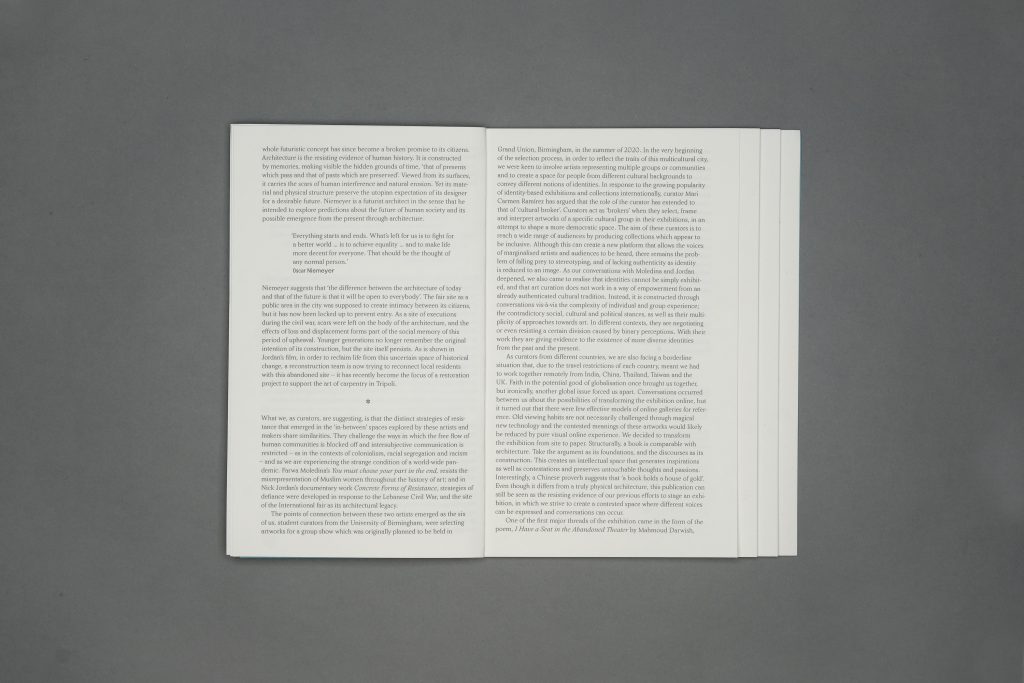 whole futuristic concept has since become a broken promise to its citizens.
Architecture is the resisting evidence of human history. It is constructed
by memories, making visible the hidden grounds of time, 'that of presents
which pass and that of pasts which are preserved'. Viewed from its surfaces,
it carries the scars of human interference and natural erosion. Yet its mate-
rial and physical structure preserve the utopian expectation of its designer
for a desirable future. Niemeyer is a futurist architect in the sense that he
intended to explore predictions about the future of human society and its
possible emergence from the present through architecture.
'Everything starts and ends. What's left for us is to fight for
a better world ... is to achieve equality ... and to make life
more decent for everyone. That should be the thought of
any normal person.'
Oscar Niemeyer
Niemeyer suggests that 'the difference between the architecture of today
and that of the future is that it will be open to everybody'. The fair site as a
public area in the city was supposed to create intimacy between its citizens,
but it has now been locked up to prevent entry. As a site of executions
during the civil war, scars were left on the body of the architecture, and the
effects of loss and displacement forms part of the social memory of this
period of upheaval. Younger generations no longer remember the original
intention of its construction, but the site itself persists. As is shown in
Jordan's film, in order to reclaim life from this uncertain space of historical
change, a reconstruction team is now trying to reconnect local residents
with this abandoned site – it has recently become the focus of a restoration
project to support the art of carpentry in Tripoli.
*
What we, as curators, are suggesting, is that the distinct strategies of resis-
tance that emerged in the 'in-between' spaces explored by these artists and
makers share similarities. They challenge the ways in which the free flow of
human communities is blocked off and intersubjective communication is
restricted – as in the contexts of colonialism, racial segregation and racism
– and as we are experiencing the strange condition of a world-wide pan-
demic. Farwa Moledina's You must choose your part in the end, resists the
misrepresentation of Muslim women throughout the history of art; and in
Nick Jordan's documentary work Concrete Forms of Resistance, strategies of
defiance were developed in response to the Lebanese Civil War, and the site
of the International fair as its architectural legacy.
The points of connection between these two artists emerged as the six
of us, student curators from the University of Birmingham, were selecting
artworks for a group show which was originally planned to be held in
Grand Union, Birmingham, in the summer of 2020. In the very beginning
of the selection process, in order to reflect the traits of this multicultural city,
we were keen to involve artists representing multiple groups or communities
and to create a space for people from different cultural backgrounds to
convey different notions of identities. In response to the growing popularity
of identity-based exhibitions and collections internationally, curator Mari
Carmen Ramirez has argued that the role of the curator has extended to
that of 'cultural broker'. Curators act as 'brokers' when they select, frame
and interpret artworks of a specific cultural group in their exhibitions, in an
attempt to shape a more democratic space. The aim of these curators is to
reach a wide range of audiences by producing collections which appear to
be inclusive. Although this can create a new platform that allows the voices
of marginalised artists and audiences to be heard, there remains the prob-
lem of falling prey to stereotyping, and of lacking authenticity as identity
is reduced to an image. As our conversations with Moledina and Jordan
deepened, we also came to realise that identities cannot be simply exhibit-
ed, and that art curation does not work in a way of empowerment from an
already authenticated cultural tradition. Instead, it is constructed through
conversations vis-à-vis the complexity of individual and group experience;
the contradictory social, cultural and political stances, as well as their multi-
plicity of approaches towards art. In different contexts, they are negotiating
or even resisting a certain division caused by binary perceptions. With their
work they are giving evidence to the existence of more diverse identities
from the past and the present.
As curators from different countries, we are also facing a borderline
situation that, due to the travel restrictions of each country, meant we had
to work together remotely from India, China, Thailand, Taiwan and the
UK. Faith in the potential good of globalisation once brought us together,
but ironically, another global issue forced us apart. Conversations occurred
between us about the possibilities of transforming the exhibition online, but
it turned out that there were few effective models of online galleries for refer-
ence. Old viewing habits are not necessarily challenged through magical
new technology and the contested meanings of these artworks would likely
be reduced by pure visual online experience. We decided to transform
the exhibition from site to paper. Structurally, a book is comparable with
architecture. Take the argument as its foundations, and the discourses as its
construction. This creates an intellectual space that generates inspirations
as well as contestations and preserves untouchable thoughts and passions.
Interestingly, a Chinese proverb suggests that 'a book holds a house of gold'.
Even though it differs from a truly physical architecture, this publication can
still be seen as the resisting evidence of our previous efforts to stage an exhi-
bition, in which we strive to create a contested space where different voices
can be expressed and conversations can occur.
One of the first major threads of the exhibition came in the form of the
poem, I Have a Seat in the Abandoned Theater by Mahmoud Darwish,